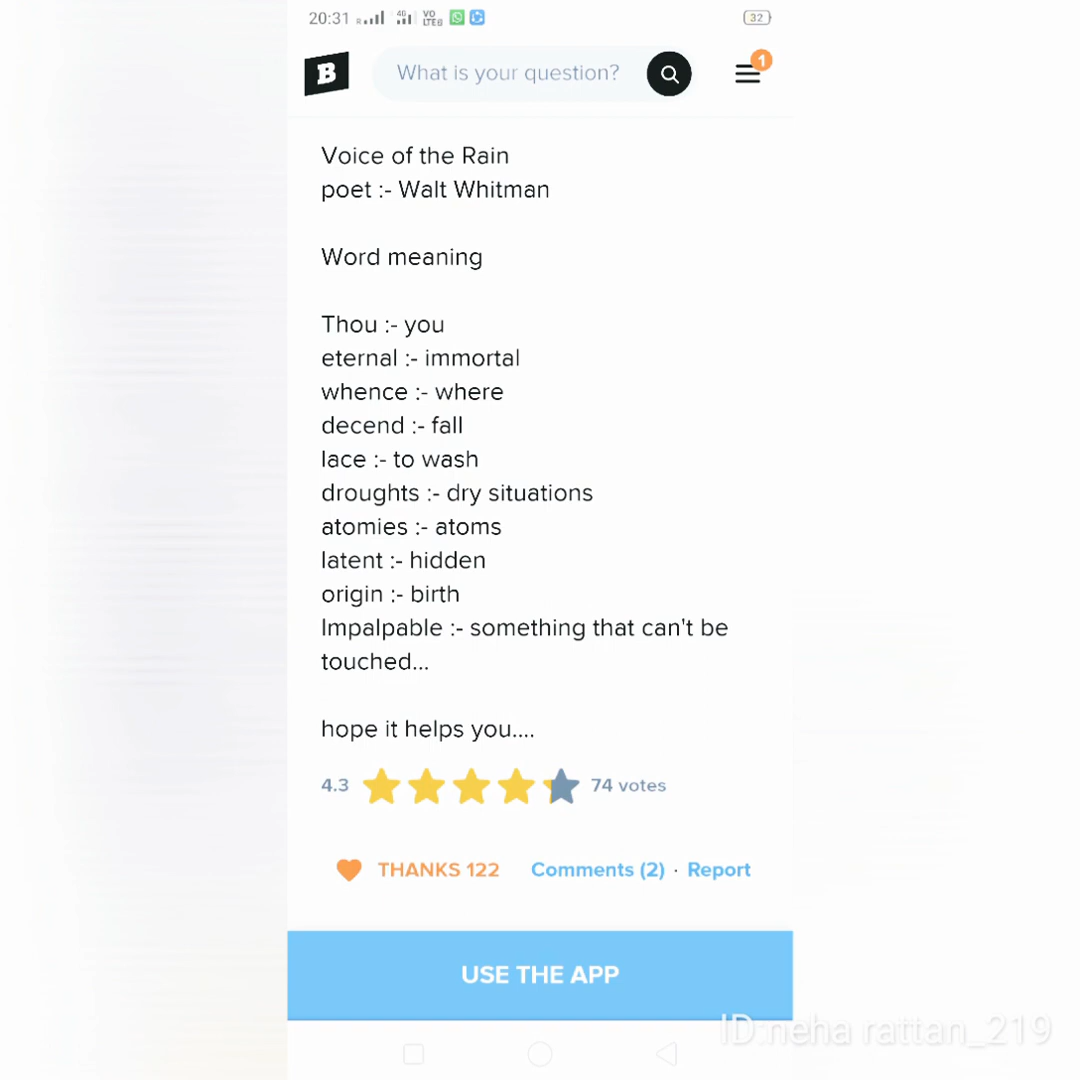 20:31 R 4G VO LTE 32
B What is your question? 1
Voice of the Rain
poet :- Walt Whitman
Word meaning
Thou :- you
eternal :- immortal
whence :- where
decend :- fall
lace :- to wash
droughts :- dry situations
atomies :- atoms
latent :- hidden
origin :- birth
Impalpable :- something that can't be
touched...
hope it helps you....
4.3 74 votes
THANKS 122 Comments (2) · Report
USE THE APP
ID:neha rattan_219